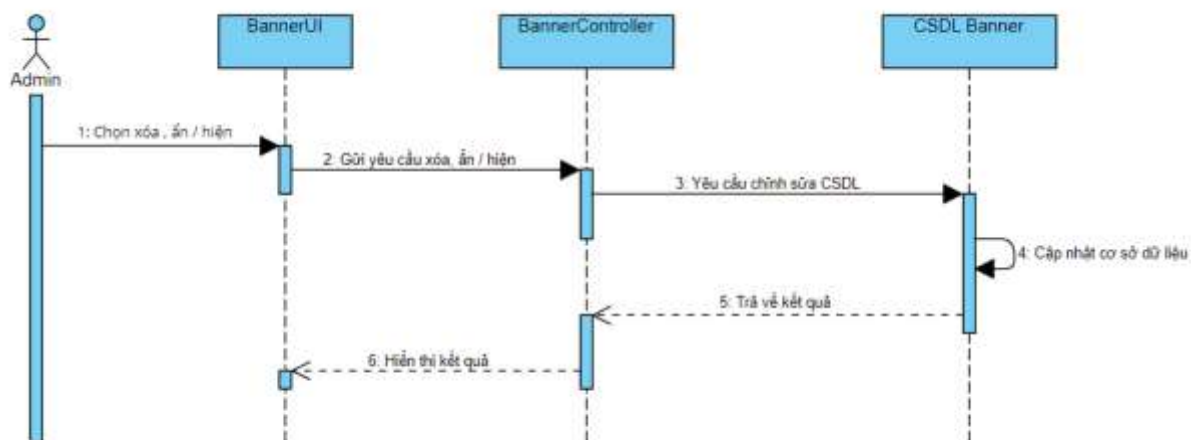 BannerUI
BannerController
CSDL Banner
Admin
1: Chọn xóa , ẩn / hiện
2: Gửi yêu cầu xóa, ẩn / hiện
3: Yêu cầu chỉnh sửa CSDL
4: Cập nhật cơ sở dữ liệu
5: Trả về kết quả
6: Hiển thị kết quả